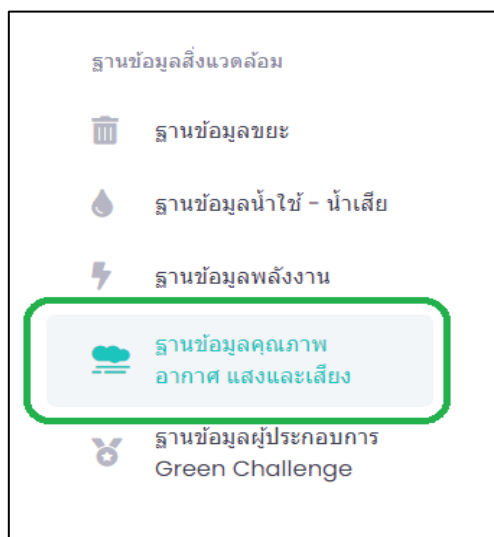 ฐานข้อมูลสิ่งแวดล้อม
ฐานข้อมูลขยะ
ฐานข้อมูลน้ำใช้ - น้ำเสีย
ฐานข้อมูลพลังงาน
ฐานข้อมูลคุณภาพ
อากาศ แสงและเสียง
ฐานข้อมูลผู้ประกอบการ
Green Challenge